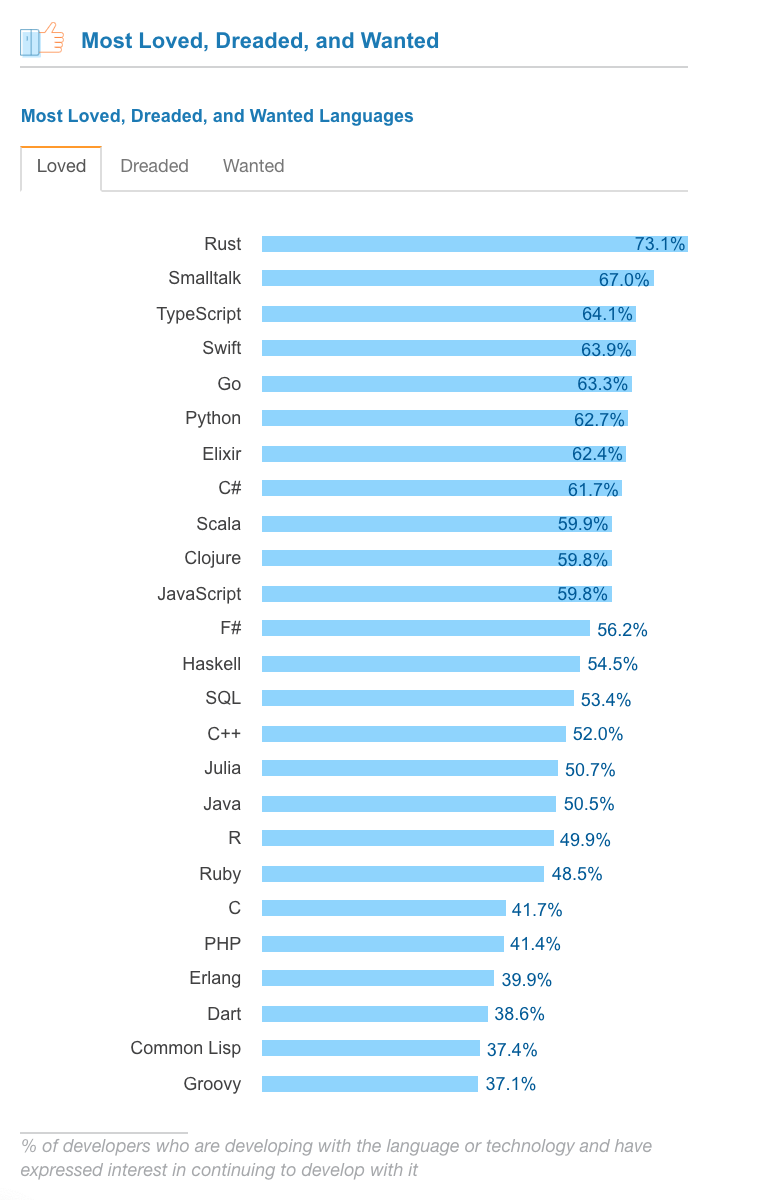 Most Loved, Dreaded, and Wanted
Most Loved, Dreaded, and Wanted Languages
Loved Dreaded Wanted
Rust 73.1%
Smalltalk 67.0%
TypeScript 64.1%
Swift 63.9%
Go 63.3%
Python 62.7%
Elixir 62.4%
C# 61.7%
Scala 59.9%
Clojure 59.8%
JavaScript 59.8%
F# 56.2%
Haskell 54.5%
SQL 53.4%
C++ 52.0%
Julia 50.7%
Java 50.5%
R 49.9%
Ruby 48.5%
C 41.7%
PHP 41.4%
Erlang 39.9%
Dart 38.6%
Common Lisp 37.4%
Groovy 37.1%
% of developers who are developing with the language or technology and have
expressed interest in continuing to develop with it